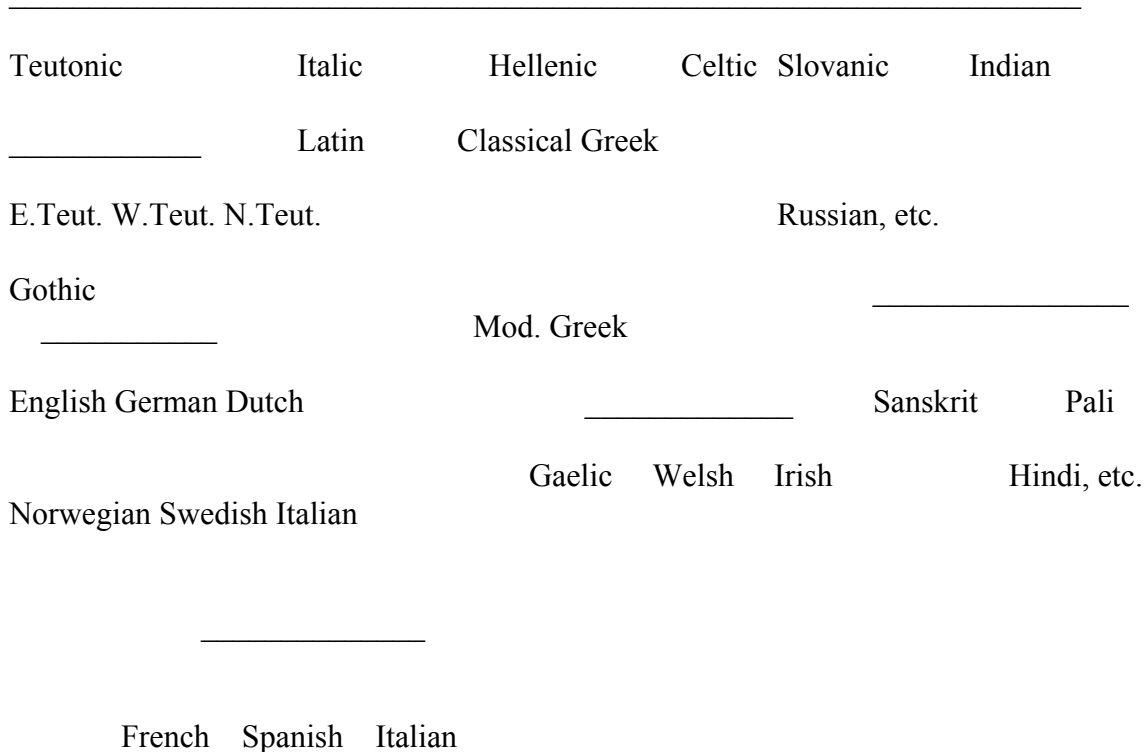 Teutonic Italic Hellenic Celtic Slovanic Indian
Latin Classical Greek
E.Teut. W.Teut. N.Teut. Russian, etc.
Gothic
Mod. Greek
English German Dutch Sanskrit Pali
Gaelic Welsh Irish Hindi, etc.
Norwegian Swedish Italian
French Spanish Italian